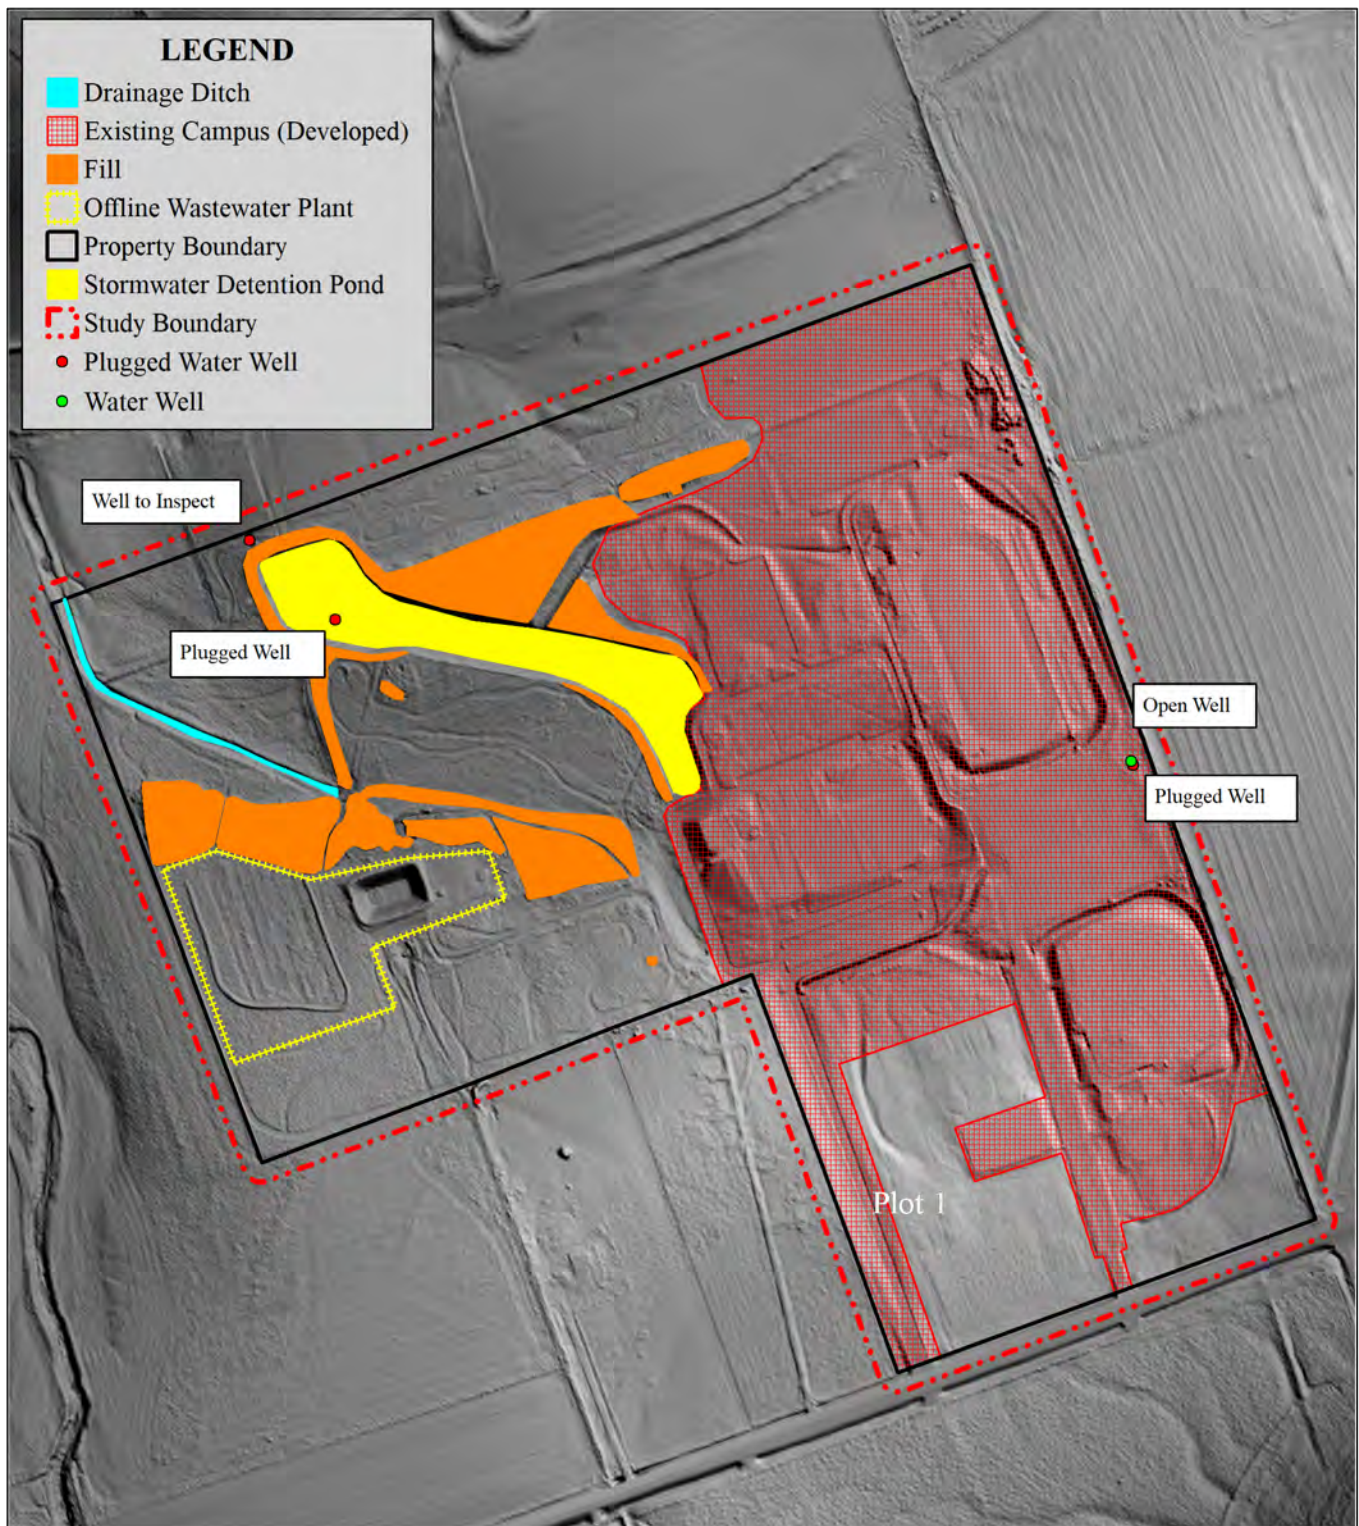 LEGEND
Drainage Ditch
Existing Campus (Developed)
Fill
Offline Wastewater Plant
Property Boundary
Stormwater Detention Pond
Study Boundary
Plugged Water Well
Water Well
Well to Inspect
Plugged Well
Open Well
Plugged Well
Plot 1